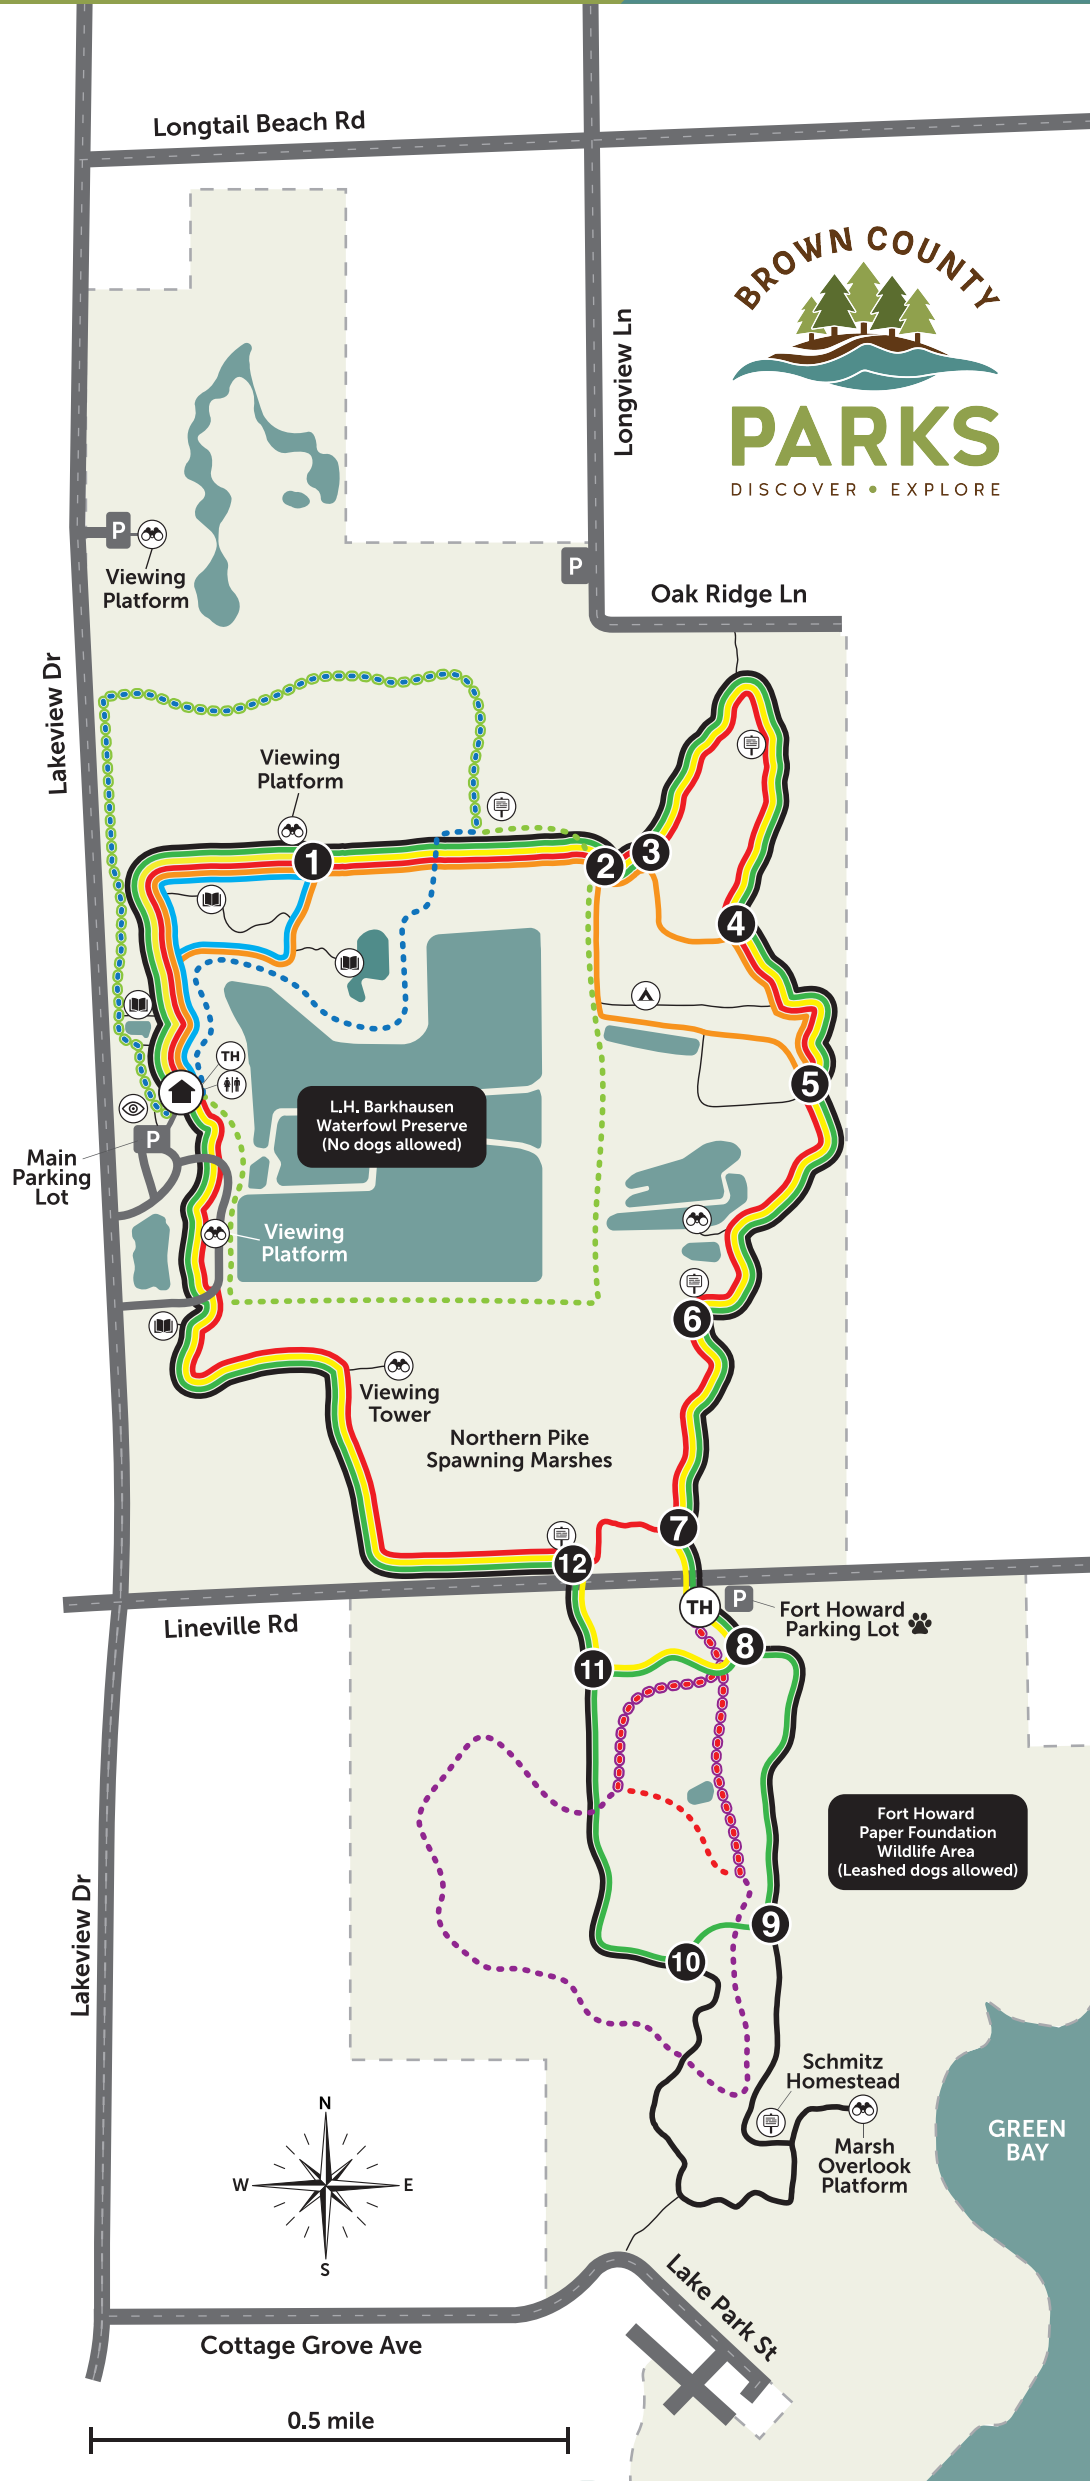 Longtail Beach Rd
BROWN COUNTY
PARKS
DISCOVER • EXPLORE
Longview Ln
P
Viewing
Platform
P
Oak Ridge Ln
Lakeview Dr
Viewing
Platform
1
2
3
4
TH
5
L.H. Barkhausen
Waterfowl Preserve
(No dogs allowed)
P
Main
Parking
Lot
Viewing
Platform
6
Viewing
Tower
Northern Pike
Spawning Marshes
7
12
Lineville Rd
TH
P
Fort Howard
Parking Lot
8
11
Fort Howard
Paper Foundation
Wildlife Area
(Leashed dogs allowed)
9
10
Lakeview Dr
Schmitz
Homestead
Marsh
Overlook
Platform
GREEN
BAY
N
W
E
S
Lake Park St
Cottage Grove Ave
0.5 mile